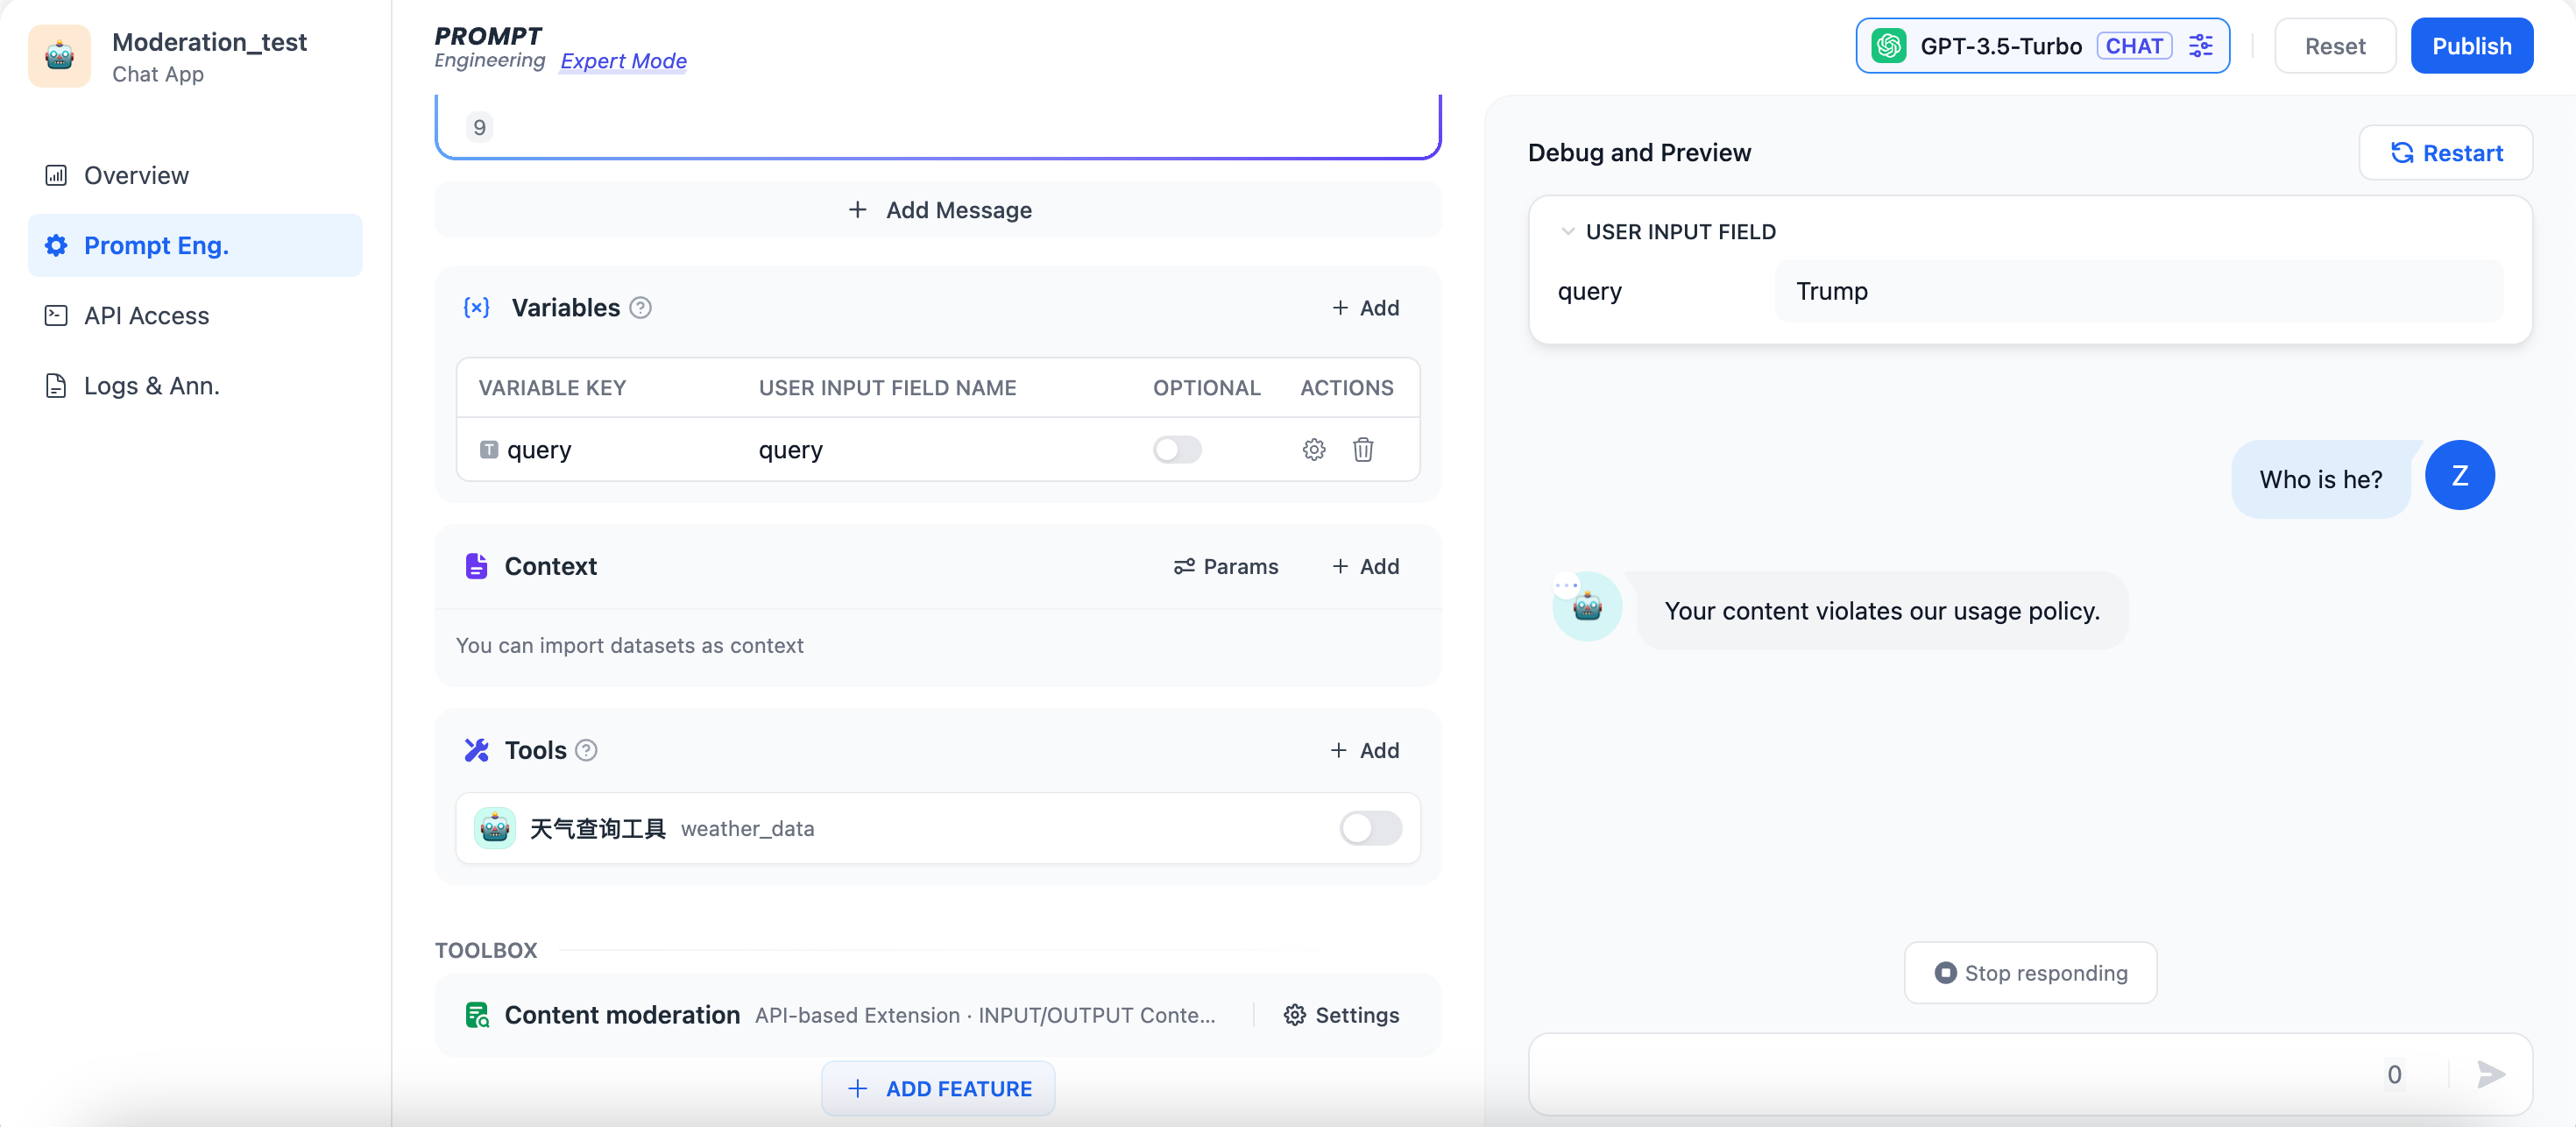 Moderation_test
Chat App
Overview
Prompt Eng.
API Access
Logs & Ann.
PROMPT
Engineering Expert Mode
GPT-3.5-Turbo CHAT
Reset
Publish
9
+ Add Message
{x} Variables ? + Add
VARIABLE KEY USER INPUT FIELD NAME OPTIONAL ACTIONS
T query query
Context Params + Add
You can import datasets as context
Tools ? + Add
天气查询工具 weather_data
TOOLBOX
Content moderation API-based Extension · INPUT/OUTPUT Conte... Settings
+ ADD FEATURE
Debug and Preview
Restart
USER INPUT FIELD
query Trump
Who is he? Z
Your content violates our usage policy.
Stop responding
0